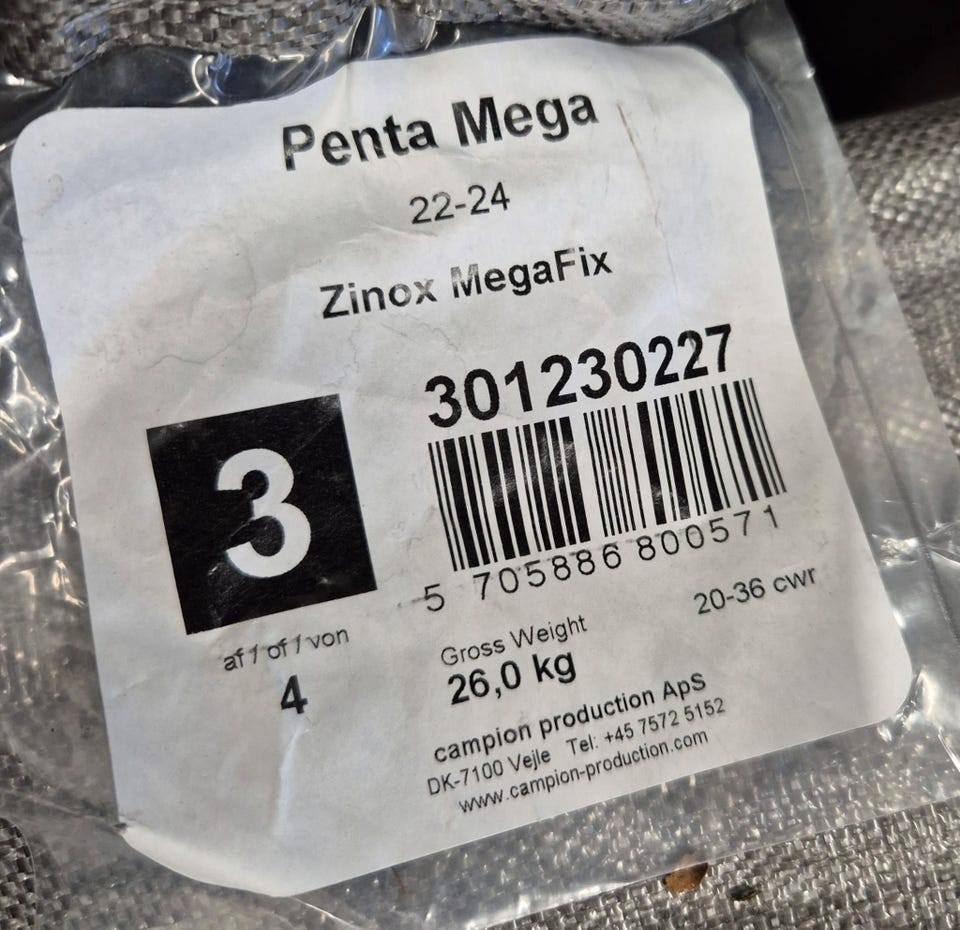 Penta Mega
22-24
Zinox MegaFix
301230227
3
5 705886 800571
af / of / von
4
Gross Weight
26,0 kg
20-36 cwr
campion production ApS
DK-7100 Vejle Tel: +45 7572 5152
www.campion-production.com